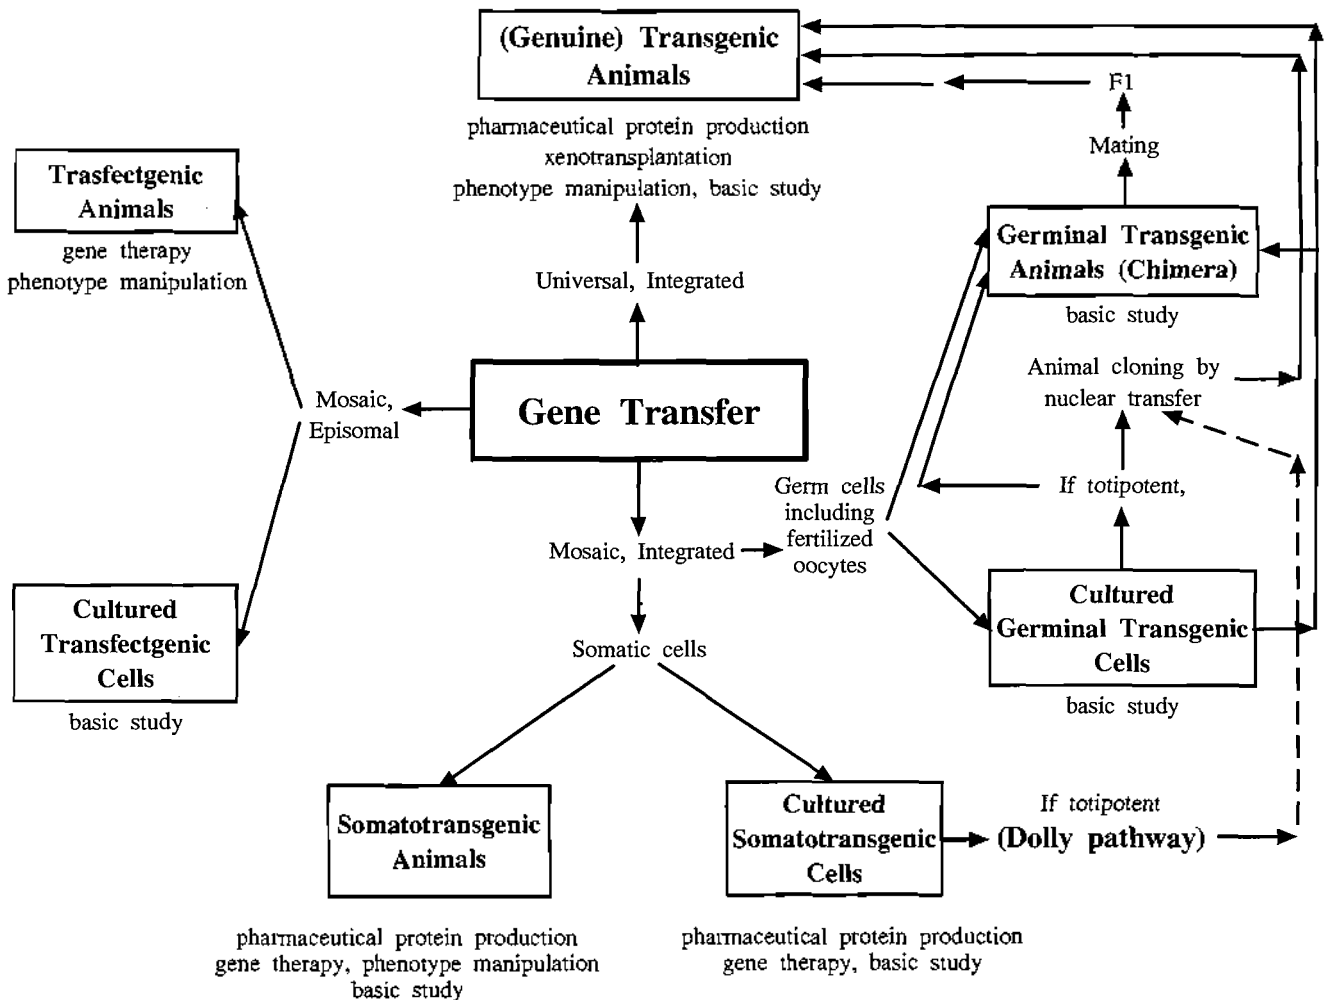 (Genuine) Transgenic
Animals
pharmaceutical protein production
xenotransplantation
phenotype manipulation, basic study
F1
Mating
Trasfectgenic
Animals
gene therapy
phenotype manipulation
Germinal Transgenic
Animals (Chimera)
basic study
Universal, Integrated
Animal cloning by
nuclear transfer
Gene Transfer
Mosaic,
Episomal
If totipotent,
Germ cells
including
fertilized
oocytes
Mosaic, Integrated
Cultured
Transfectgenic
Cells
basic study
Cultured
Germinal Transgenic
Cells
basic study
Somatic cells
Somatotransgenic
Animals
pharmaceutical protein production
gene therapy, phenotype manipulation
basic study
Cultured
Somatotransgenic
Cells
pharmaceutical protein production
gene therapy, basic study
If totipotent
(Dolly pathway)